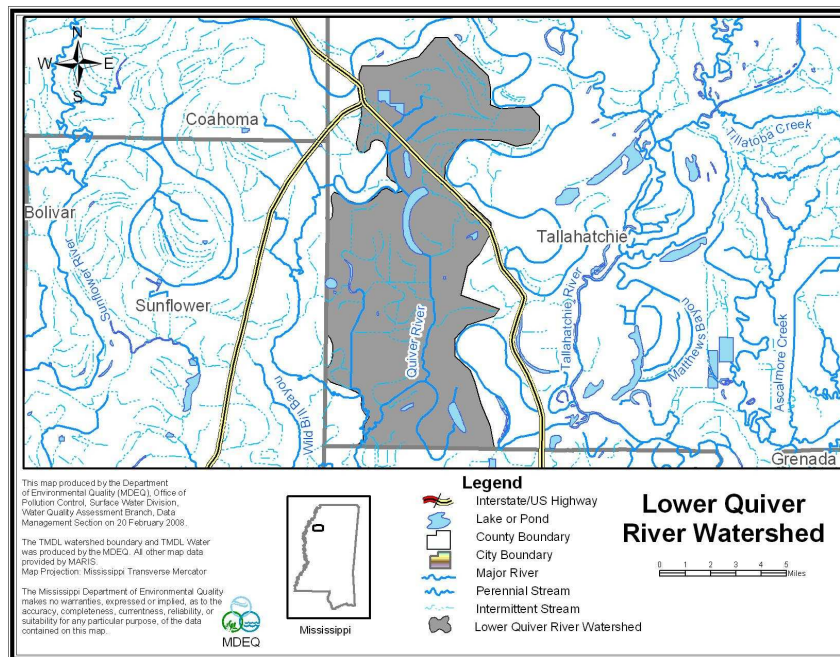 N
W E
S
Coahoma
Bolivar
Sunflower River
Sunflower
Wild Bill Bayou
Quiver River
Tallahatchie
Tallahatchie River
Tillatoba Creek
Matthews Bayou
Ascalmore Creek
Grenada
This map produced by the Department
of Environmental Quality (MDEQ), Office of
Pollution Control, Surface Water Division,
Water Quality Assessment Branch, Data
Management Section on 20 February 2008.
The TMDL watershed boundary and TMDL Water
was produced by the MDEQ. All other map data
provided by MARIS.
Map Projection: Mississippi Transverse Mercator
The Mississippi Department of Environmental Quality
makes no warranties, expressed or implied, as to the
accuracy, completeness, currentness, reliability, or
suitability for any particular purpose, of the data
contained on this map.
MDEQ
Mississippi
Legend
Interstate/US Highway
Lake or Pond
County Boundary
City Boundary
Major River
Perennial Stream
Intermittent Stream
Lower Quiver River Watershed
Lower Quiver
River Watershed
0 1 2 3 4 5
Miles